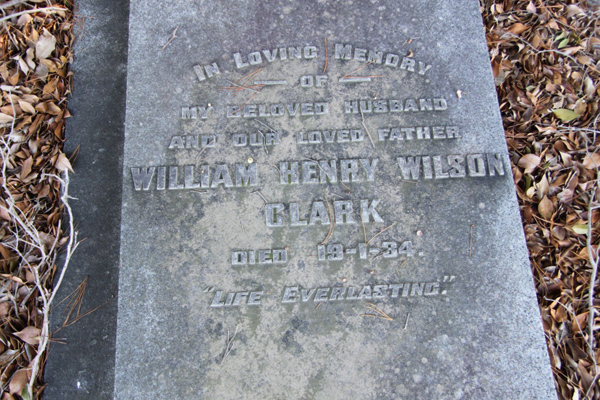 In Loving Memory
— OF —
MY BELOVED HUSBAND
AND OUR LOVED FATHER
WILLIAM HENRY WILSON
CLARK
DIED 19-1-34.
"LIFE EVERLASTING."